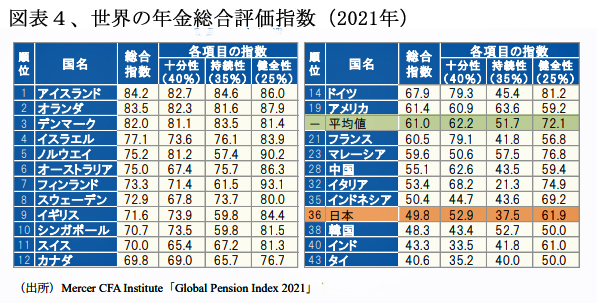 図表４、世界の年金総合評価指数（2021年）
順位 国名 総合指数 各項目の指数
十分性(40%) 持続性(35%) 健全性(25%)
1 アイスランド 84.2 82.7 84.6 86.0
2 オランダ 83.5 82.3 81.6 87.9
3 デンマーク 82.0 81.1 83.5 81.4
4 イスラエル 77.1 73.6 76.1 83.9
5 ノルウエイ 75.2 81.2 57.4 90.2
6 オーストラリア 75.0 67.4 75.7 86.3
7 フィンランド 73.3 71.4 61.5 93.1
8 スウェーデン 72.9 67.8 73.7 80.0
9 イギリス 71.6 73.9 59.8 84.4
10 シンガポール 70.7 73.5 59.8 81.5
11 スイス 70.0 65.4 67.2 81.3
12 カナダ 69.8 69.0 65.7 76.7
順位 国名 総合指数 各項目の指数
十分性(40%) 持続性(35%) 健全性(25%)
14 ドイツ 67.9 79.3 45.4 81.2
19 アメリカ 61.4 60.9 63.6 59.2
― 平均値 61.0 62.2 51.7 72.1
21 フランス 60.5 79.1 41.8 56.8
23 マレーシア 59.6 50.6 57.5 76.8
28 中国 55.1 62.6 43.5 59.4
32 イタリア 53.4 68.2 21.3 74.9
35 インドネシア 50.4 44.7 43.6 69.2
36 日本 49.8 52.9 37.5 61.9
38 韓国 48.3 43.4 52.7 50.0
40 インド 43.3 33.5 41.8 61.0
43 タイ 40.6 35.2 40.0 50.0
（出所）Mercer CFA Institute「Global Pension Index 2021」